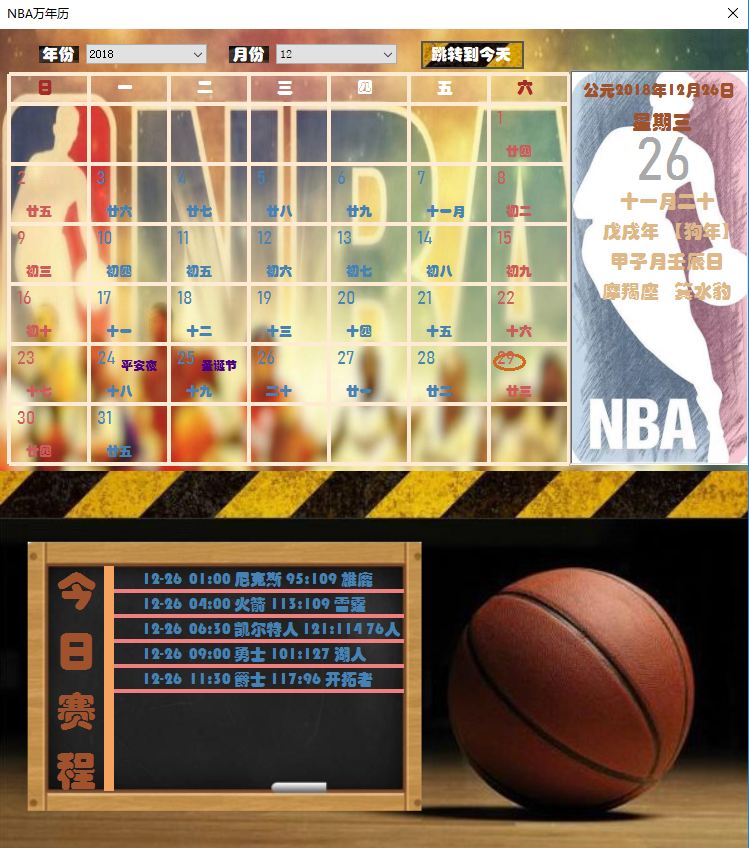 NBA万年历
年份 2018 月份 12 跳转到今天
日 一 二 三 四 五 六
1
廿四
2 3 4 5 6 7 8
廿五 廿六 廿七 廿八 廿九 十一月 初二
9 10 11 12 13 14 15
初三 初四 初五 初六 初七 初八 初九
16 17 18 19 20 21 22
初十 十一 十二 十三 十四 十五 十六
23 24 平安夜 25 圣诞节 26 27 28 29
十七 十八 十九 二十 廿一 廿二 廿三
30 31
廿四 廿五
公元2018年12月26日
星期三
26
十一月二十
戊戌年 【狗年】
甲子月壬辰日
摩羯座 箕水豹
NBA
今日赛程
12-26 01:00 尼克斯 95:109 雄鹿
12-26 04:00 火箭 113:109 雷霆
12-26 06:30 凯尔特人 121:114 76人
12-26 09:00 勇士 101:127 湖人
12-26 11:30 爵士 117:96 开拓者